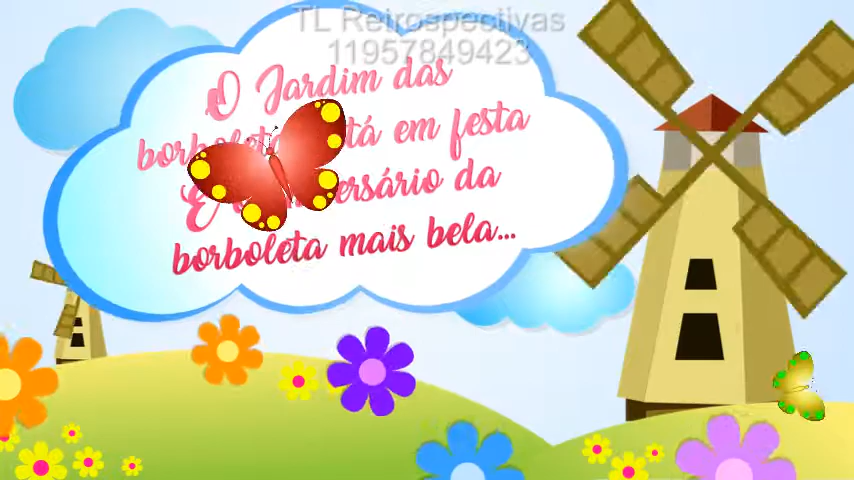 TL Retrospectivas
11957849423
O Jardim das
em festa
da
borboleta mais bela...